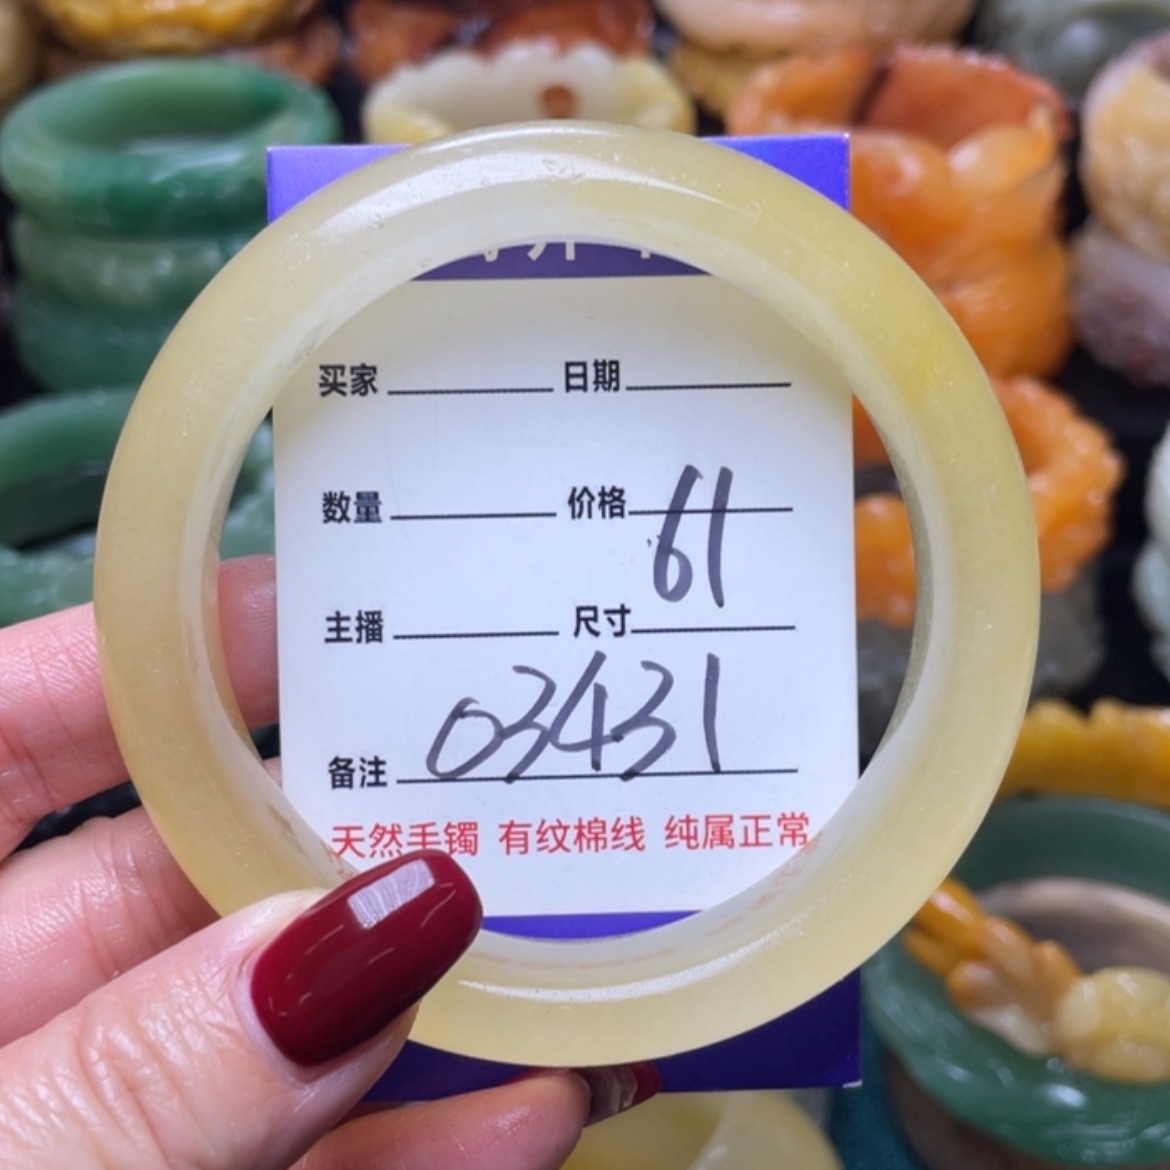 买家 日期
数量 价格 61
主播 尺寸
备注 03431
天然手镯 有纹棉线 纯属正常